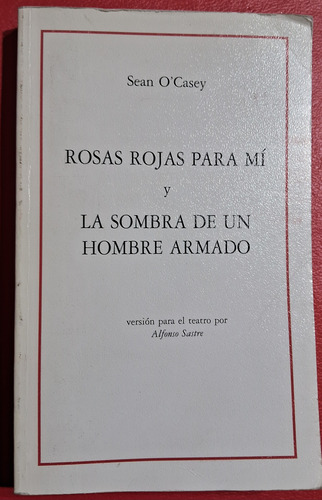 Sean O'Casey
ROSAS ROJAS PARA MÍ
y
LA SOMBRA DE UN
HOMBRE ARMADO
versión para el teatro por
Alfonso Sastre